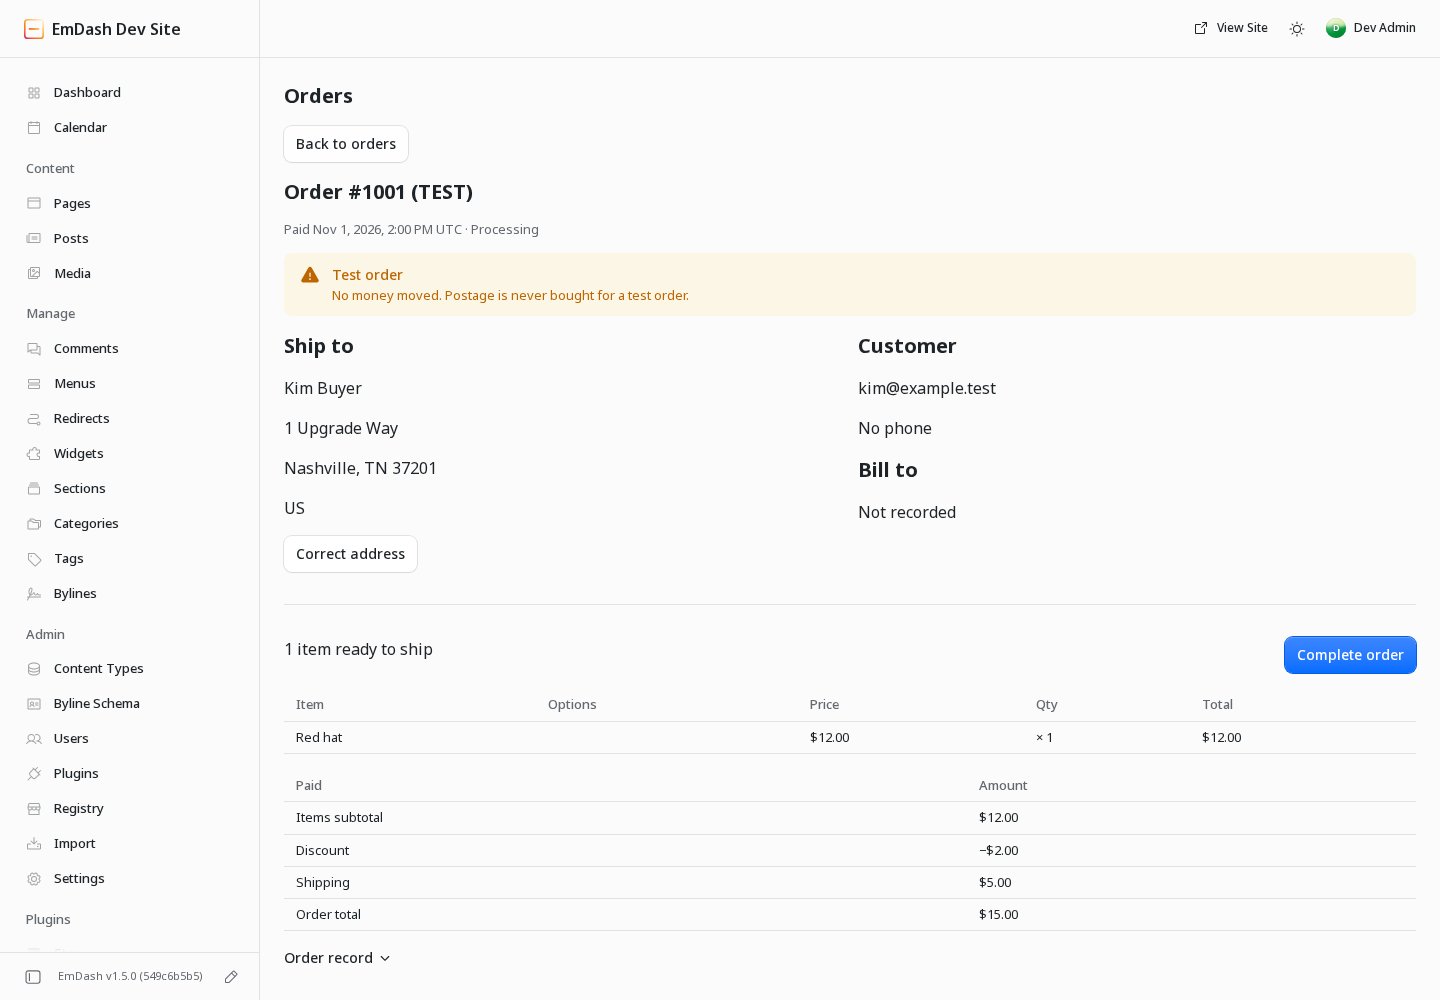 EmDash Dev Site
View Site
D
Dev Admin
Dashboard
Calendar
Content
Pages
Posts
Media
Manage
Comments
Menus
Redirects
Widgets
Sections
Categories
Tags
Bylines
Admin
Content Types
Byline Schema
Users
Plugins
Registry
Import
Settings
Plugins
EmDash v1.5.0 (549c6b5b5)
Orders
Back to orders
Order #1001 (TEST)
Paid Nov 1, 2026, 2:00 PM UTC · Processing
Test order
No money moved. Postage is never bought for a test order.
Ship to
Kim Buyer
1 Upgrade Way
Nashville, TN 37201
US
Correct address
Customer
kim@example.test
No phone
Bill to
Not recorded
1 item ready to ship
Complete order
Item Options Price Qty Total
Red hat $12.00 × 1 $12.00
Paid Amount
Items subtotal $12.00
Discount −$2.00
Shipping $5.00
Order total $15.00
Order record